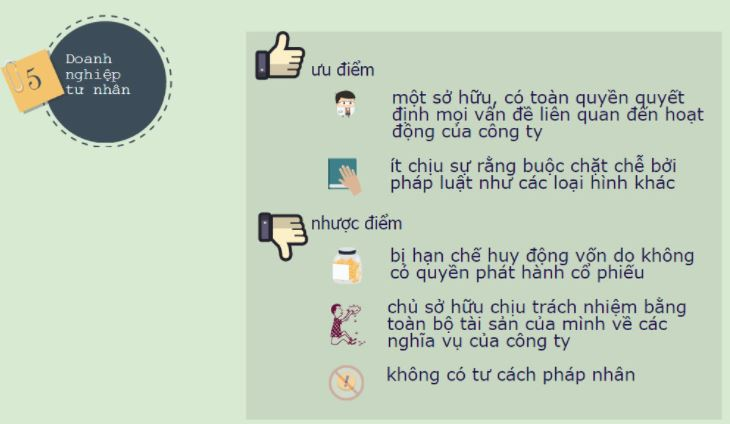 5
Doanh
nghiệp
tư nhân
ưu điểm
một sở hữu, có toàn quyền quyết
định mọi vấn đề liên quan đến hoạt
động của công ty
ít chịu sự rằng buộc chặt chẽ bởi
pháp luật như các loại hình khác
nhược điểm
bị hạn chế huy động vốn do không
có quyền phát hành cổ phiếu
chủ sở hữu chịu trách nhiệm bằng
toàn bộ tài sản của mình về các
nghĩa vụ của công ty
không có tư cách pháp nhân